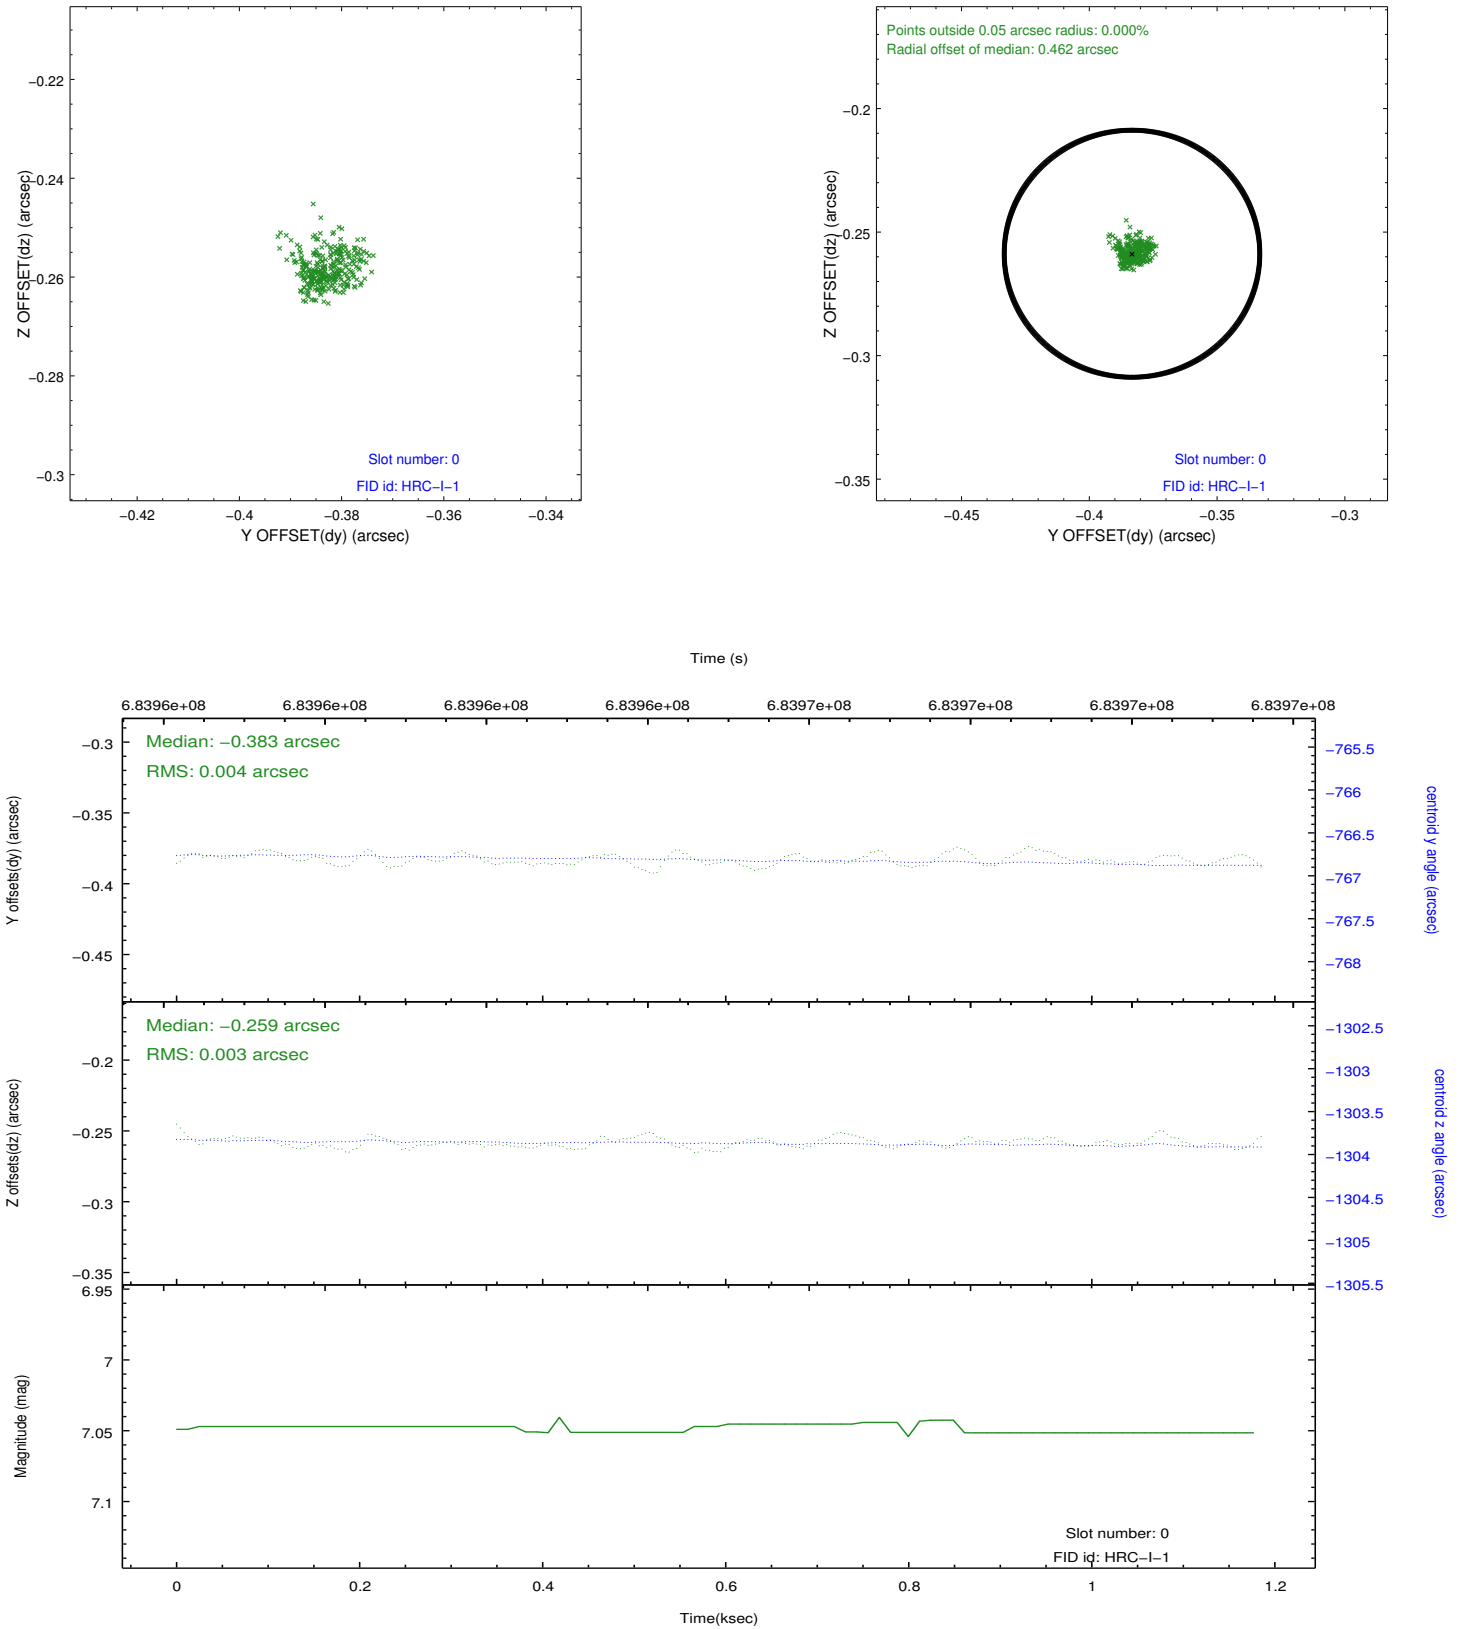 −0.22
−0.24
−0.26
−0.28
−0.3
Z OFFSET(dz) (arcsec)
Slot number: 0
FID id: HRC−I−1
−0.42
−0.4
−0.38
−0.36
−0.34
Y OFFSET(dy) (arcsec)
Points outside 0.05 arcsec radius: 0.000%
Radial offset of median: 0.462 arcsec
−0.2
−0.25
−0.3
−0.35
Z OFFSET(dz) (arcsec)
Slot number: 0
FID id: HRC−I−1
−0.45
−0.4
−0.35
−0.3
Y OFFSET(dy) (arcsec)
Time (s)
6.8396e+08
6.8396e+08
6.8396e+08
6.8396e+08
6.8397e+08
6.8397e+08
6.8397e+08
6.8397e+08
Median: −0.383 arcsec
RMS: 0.004 arcsec
−0.3
−0.35
−0.4
−0.45
Y offsets(dy) (arcsec)
−765.5
−766
−766.5
−767
−767.5
−768
centroid y angle (arcsec)
Median: −0.259 arcsec
RMS: 0.003 arcsec
−0.2
−0.25
−0.3
−0.35
Z offsets(dz) (arcsec)
−1302.5
−1303
−1303.5
−1304
−1304.5
−1305
−1305.5
centroid z angle (arcsec)
6.95
7
7.05
7.1
Magnitude (mag)
Slot number: 0
FID id: HRC−I−1
0
0.2
0.4
0.6
0.8
1
1.2
Time(ksec)